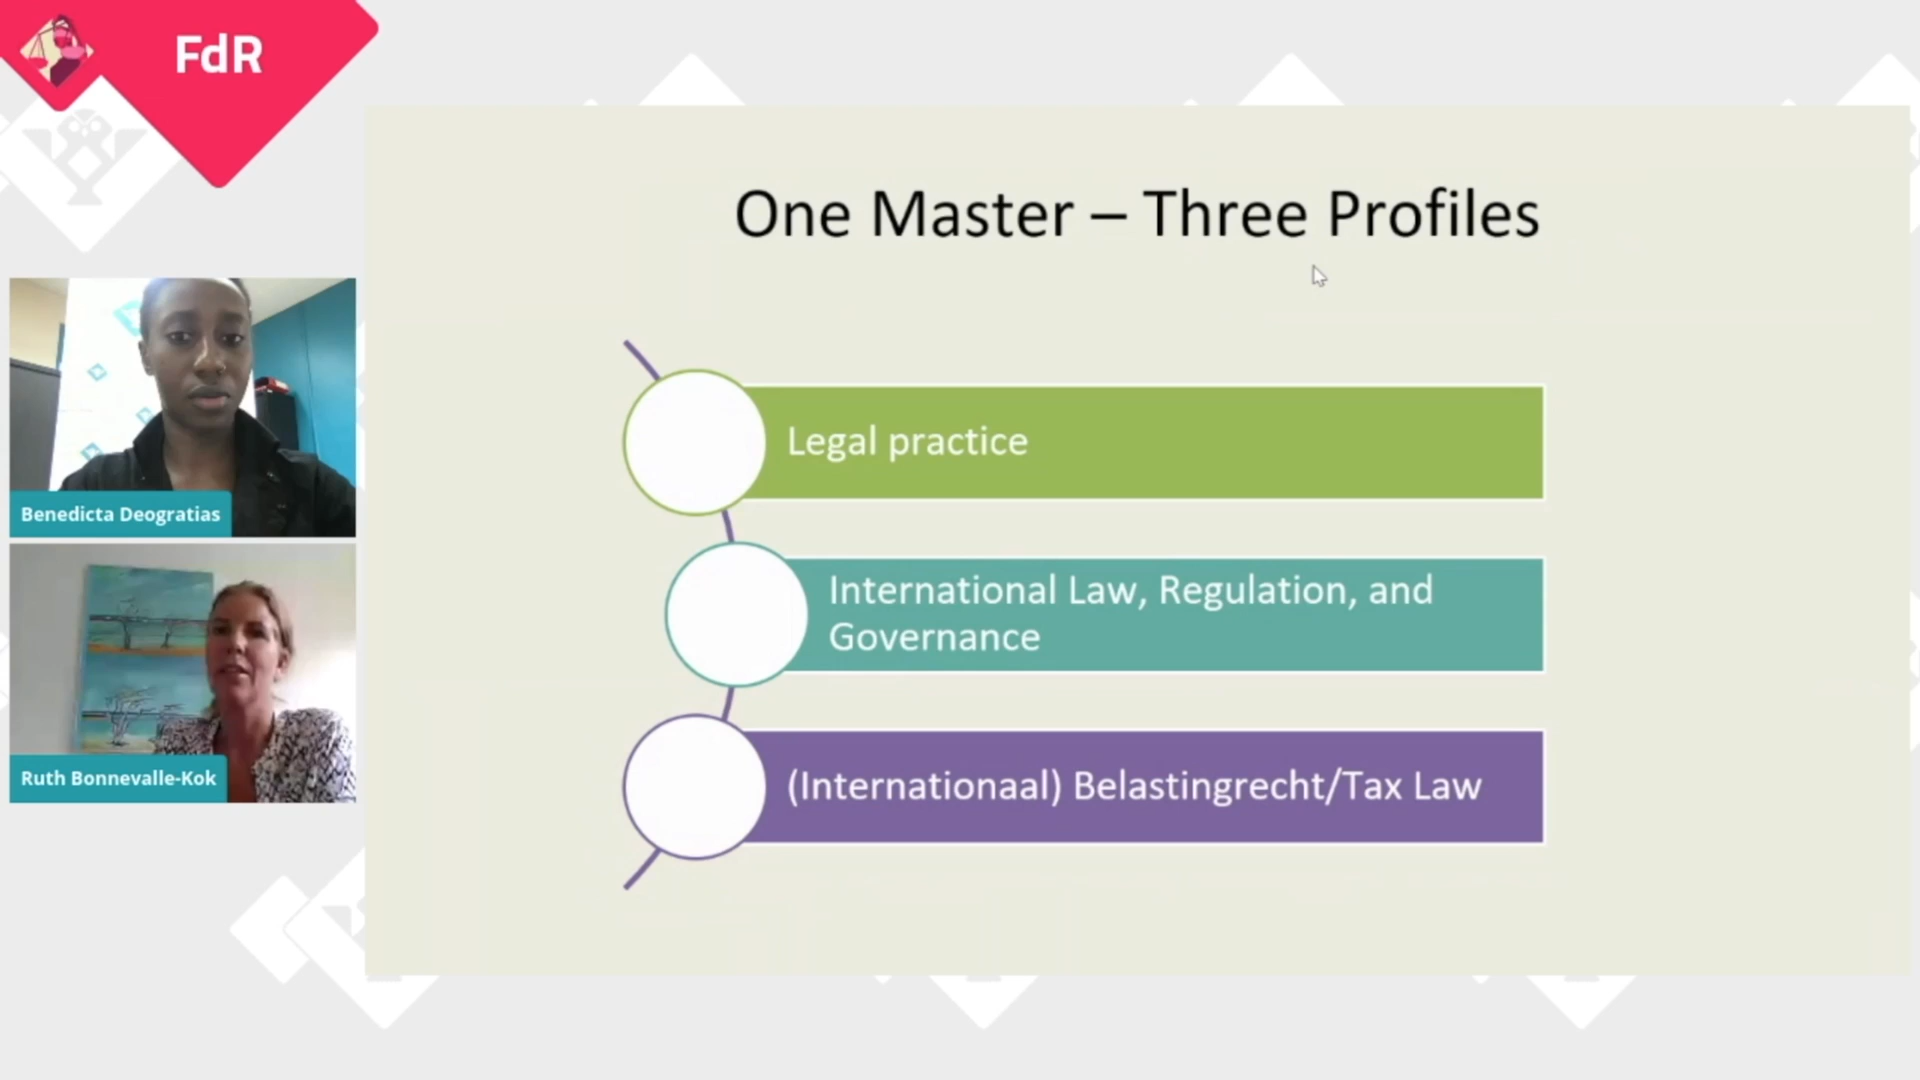 FdR
One Master – Three Profiles
Legal practice
International Law, Regulation, and
Governance
(Internationaal) Belastingrecht/Tax Law
Benedicta Deogratias
Ruth Bonnevalle-Kok